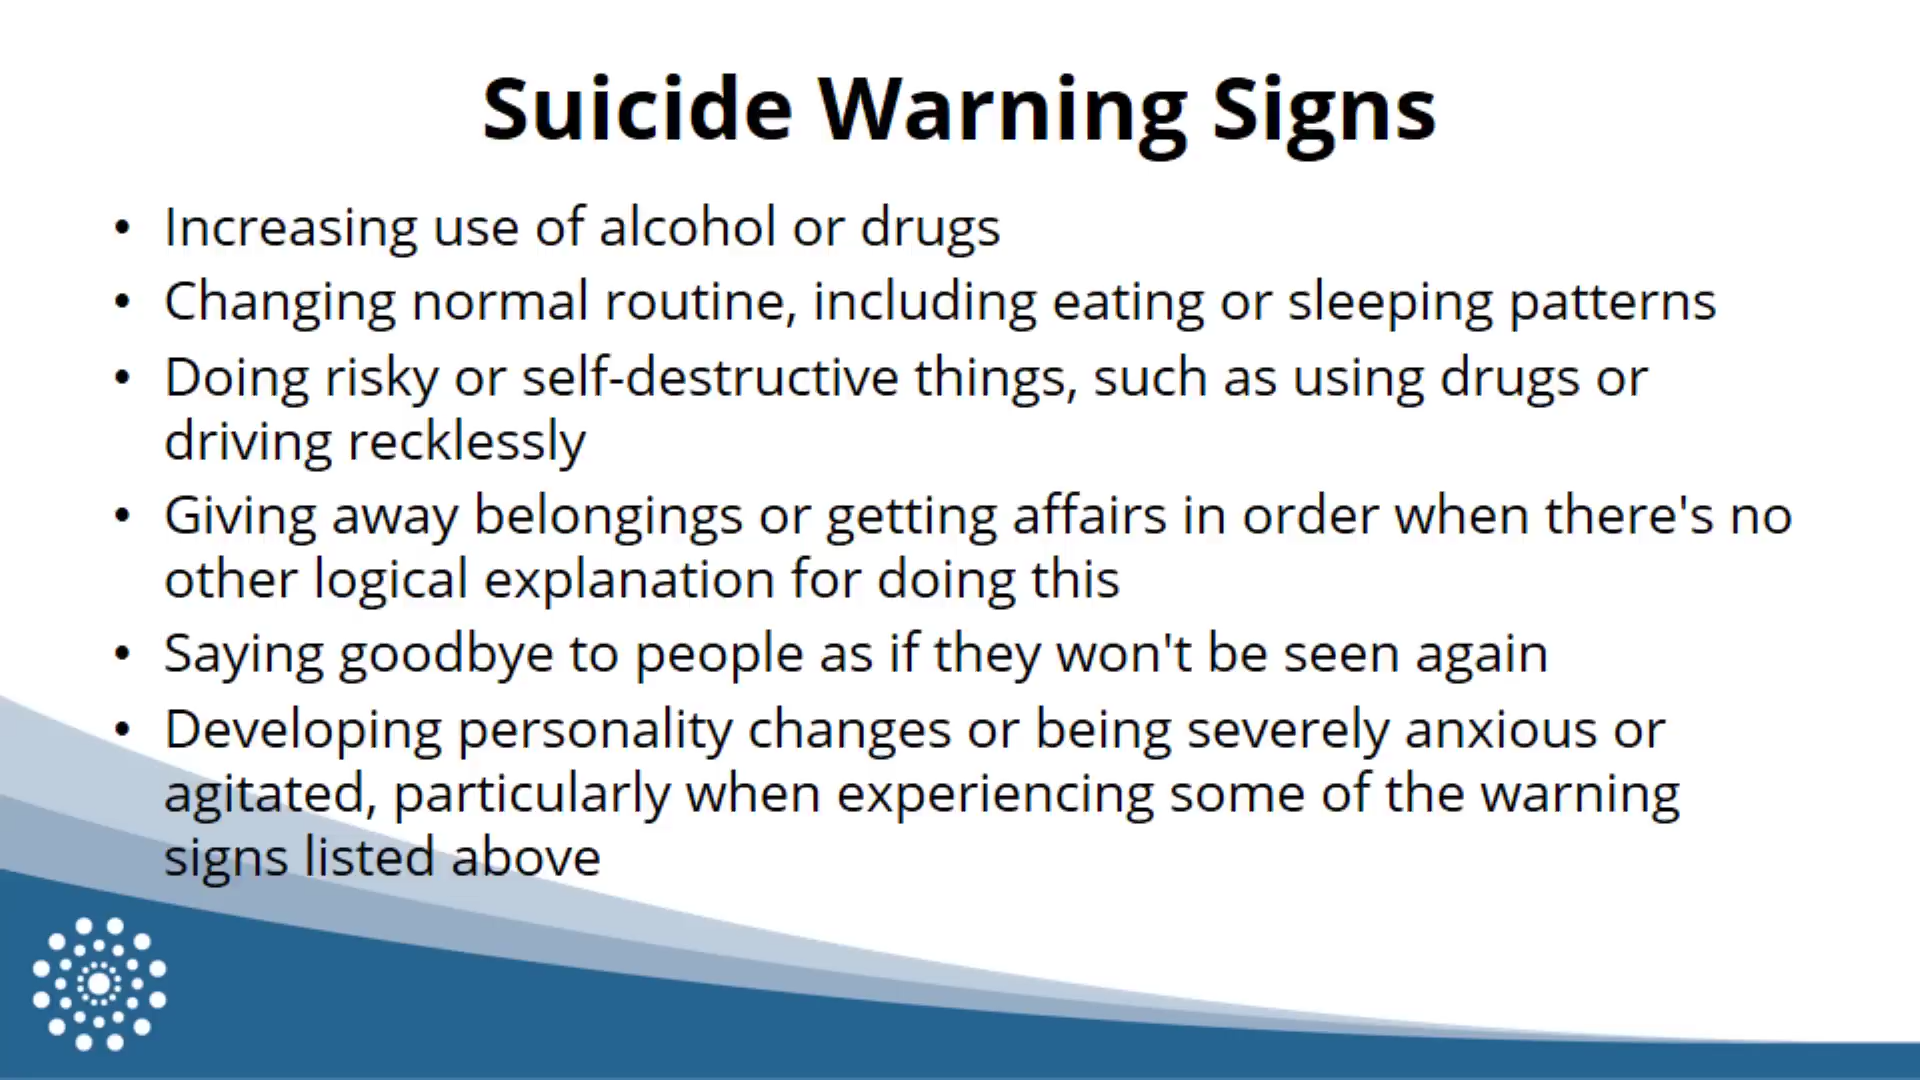 Suicide Warning Signs
• Increasing use of alcohol or drugs
• Changing normal routine, including eating or sleeping patterns
• Doing risky or self-destructive things, such as using drugs or
driving recklessly
• Giving away belongings or getting affairs in order when there's no
other logical explanation for doing this
• Saying goodbye to people as if they won't be seen again
• Developing personality changes or being severely anxious or
agitated, particularly when experiencing some of the warning
signs listed above